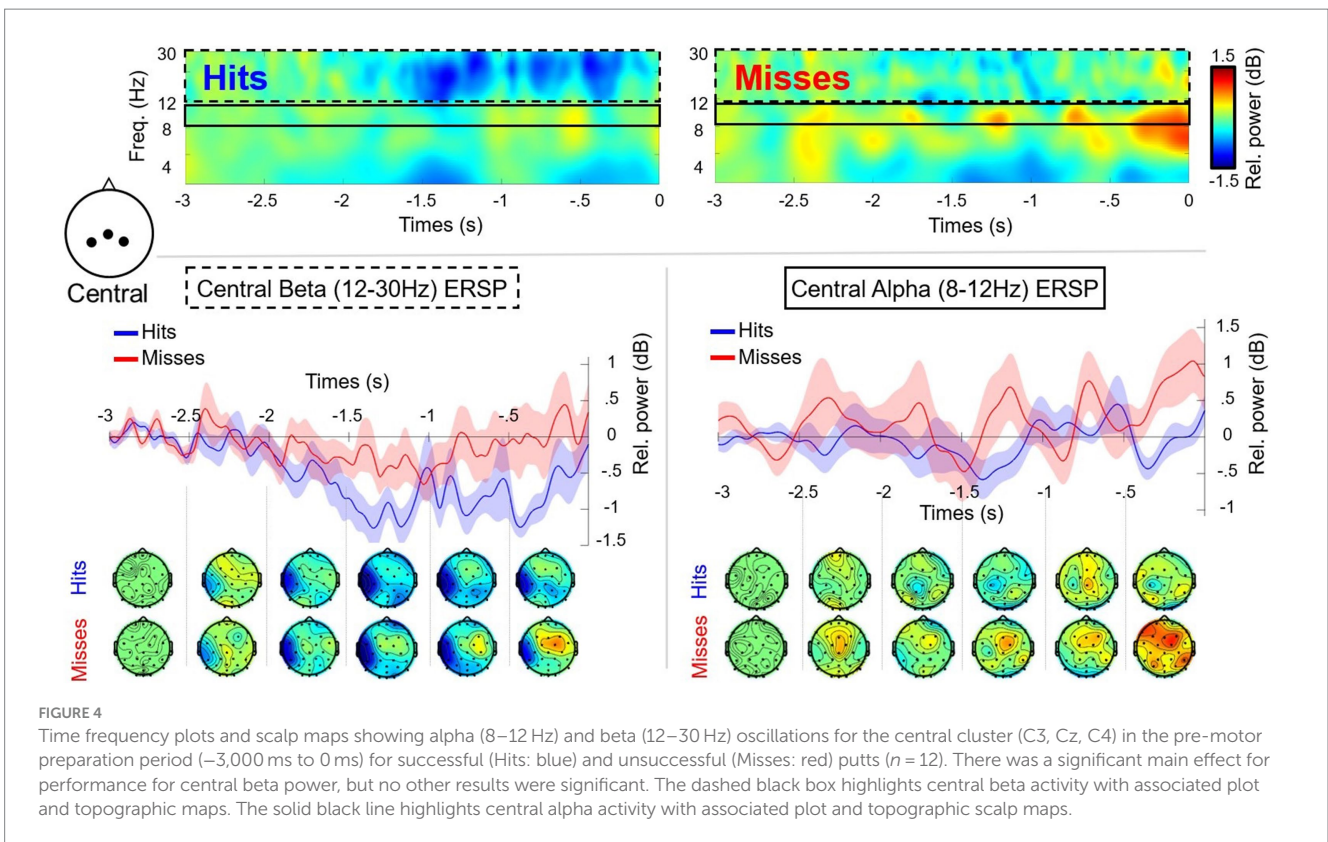 30
12
8
4
Freq. (Hz)
Hits
-3
-2.5
-2
-1.5
-1
-0.5
0
Times (s)
30
12
8
4
Misses
-3
-2.5
-2
-1.5
-1
-0.5
0
Times (s)
1.5
-1.5
Rel. power (dB)
Central
Central Beta (12-30Hz) ERSP
Hits
Misses
Times (s)
-3
-2.5
-2
-1.5
-1
-.5
1
.5
0
-.5
-1
-1.5
Rel. power (dB)
Hits
Misses
Central Alpha (8-12Hz) ERSP
Hits
Misses
1.5
1
.5
0
-.5
-1
Rel. power (dB)
-3
-2.5
-2
-1.5
-1
-.5
Times (s)
Hits
Misses
FIGURE 4
Time frequency plots and scalp maps showing alpha (8–12 Hz) and beta (12–30 Hz) oscillations for the central cluster (C3, Cz, C4) in the pre-motor
preparation period (−3,000 ms to 0 ms) for successful (Hits: blue) and unsuccessful (Misses: red) putts (n = 12). There was a significant main effect for
performance for central beta power, but no other results were significant. The dashed black box highlights central beta activity with associated plot
and topographic maps. The solid black line highlights central alpha activity with associated plot and topographic scalp maps.